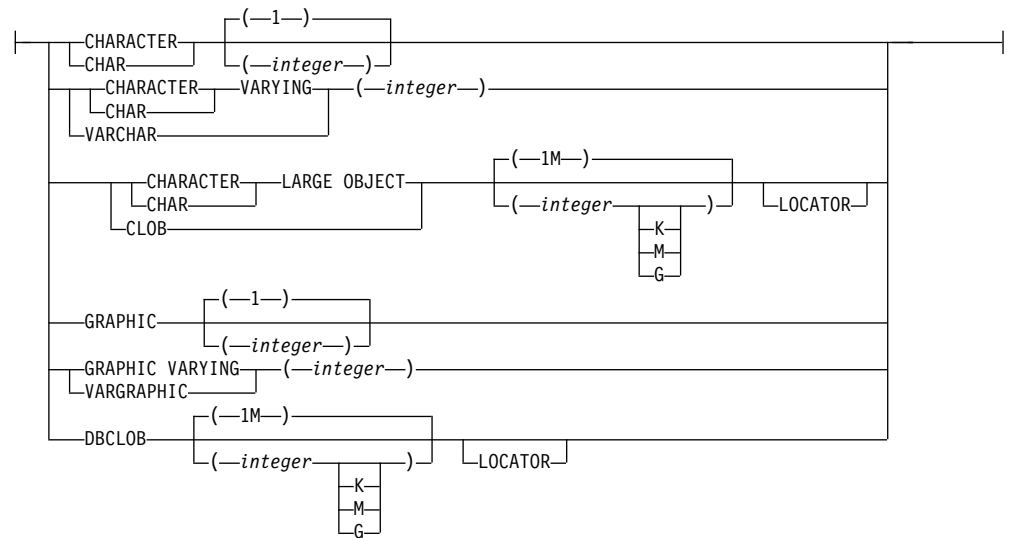 ( 1 )
CHARACTER
CHAR ( integer )
CHARACTER VARYING ( integer )
CHAR
VARCHAR
( 1M )
CHARACTER LARGE OBJECT
CHAR ( integer ) LOCATOR
CLOB K
M
G
( 1 )
GRAPHIC
( integer )
GRAPHIC VARYING ( integer )
VARGRAPHIC
( 1M )
DBCLOB
( integer ) LOCATOR
K
M
G